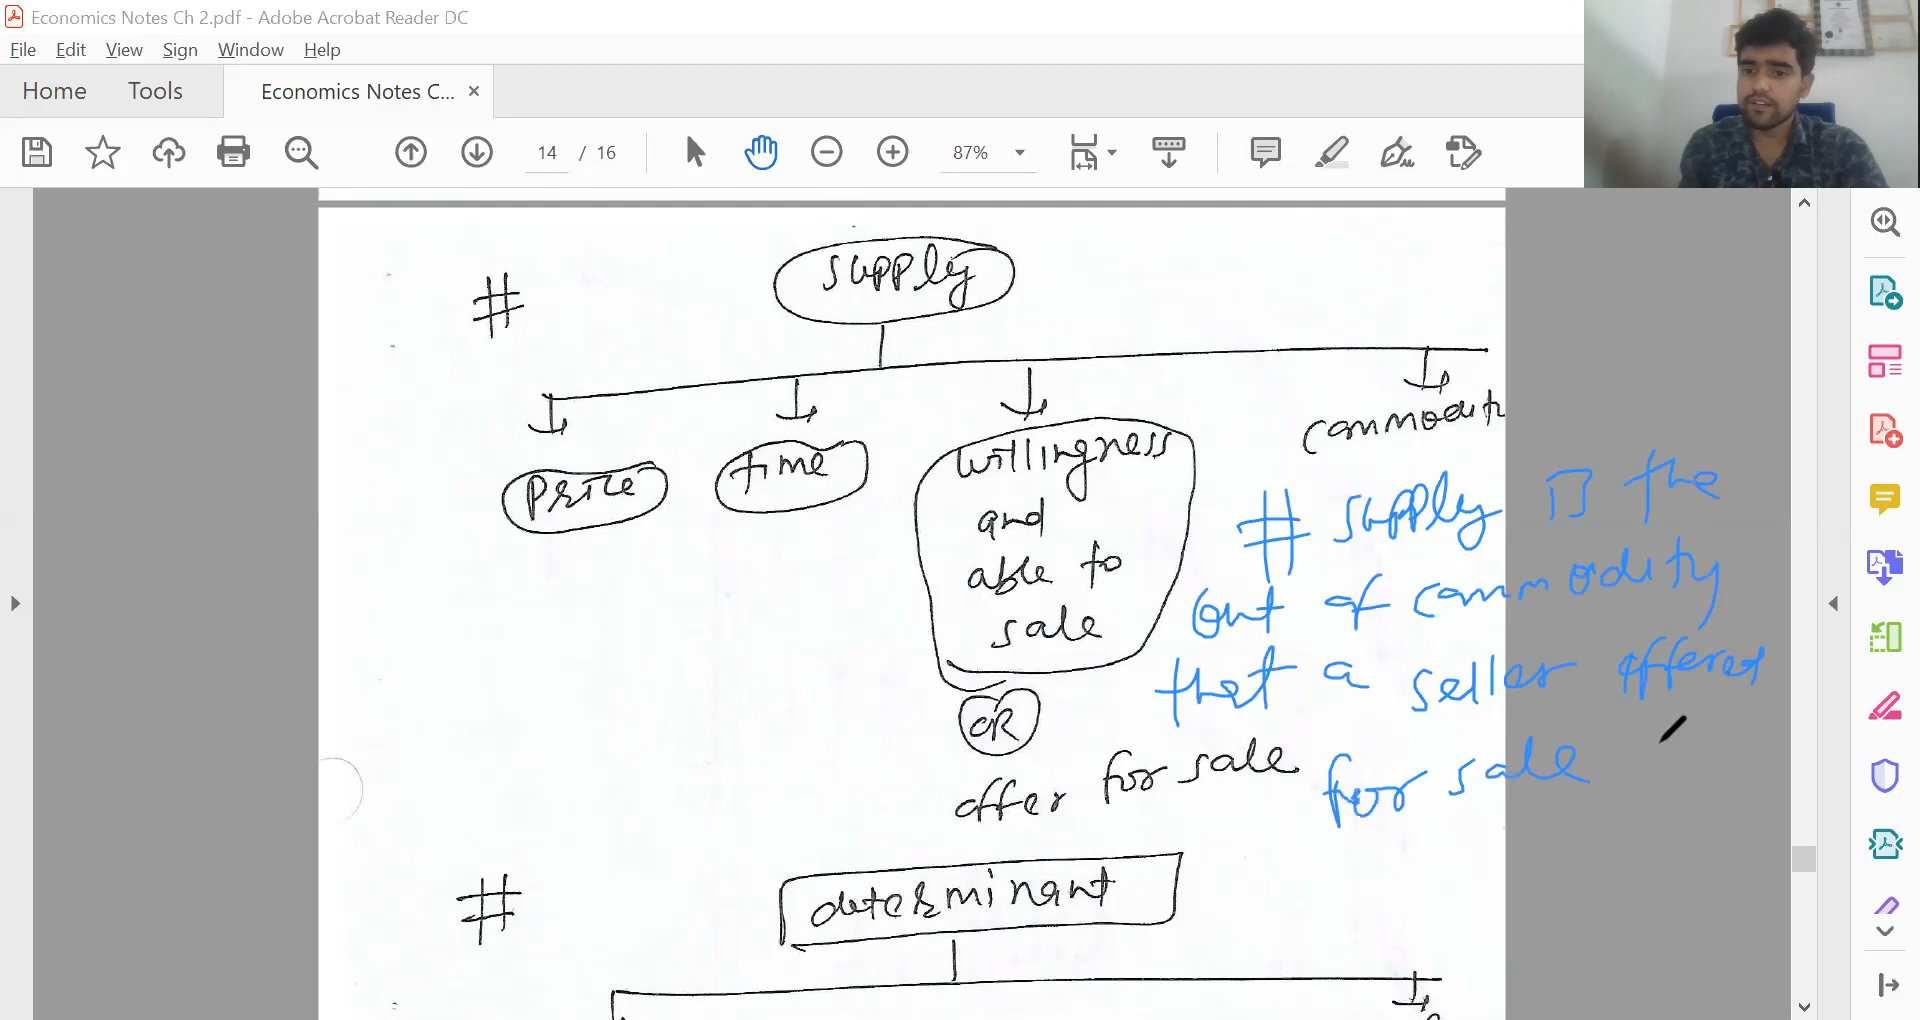 Economics Notes Ch 2.pdf - Adobe Acrobat Reader DC
File Edit View Sign Window Help
Home Tools Economics Notes C... ×
14 / 16 87%
# supply
price time willingness commodit
and
able to
sale
OR
offer for sale
# supply is the
of commodity
that a seller offered
for sale
# determinant